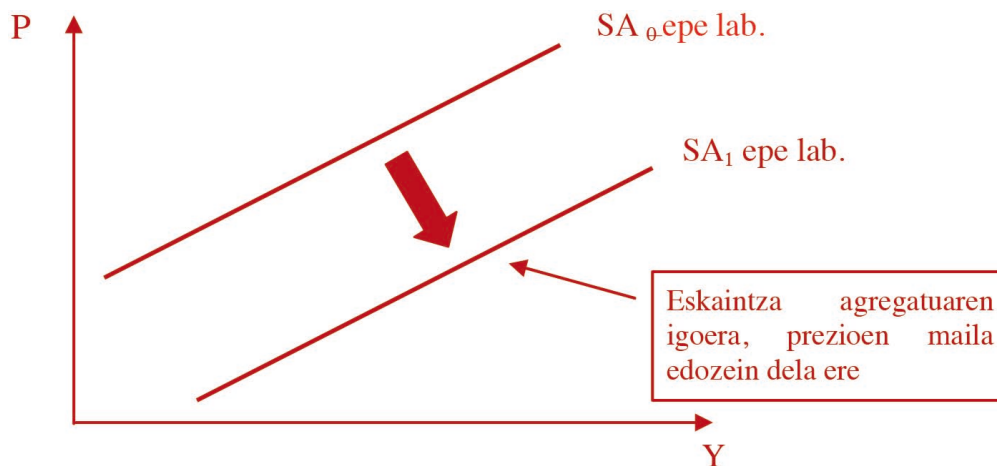 P
SA ₀ epe lab.
SA₁ epe lab.
Eskaintza agregatuaren
igoera, prezioen maila
edozein dela ere
Y